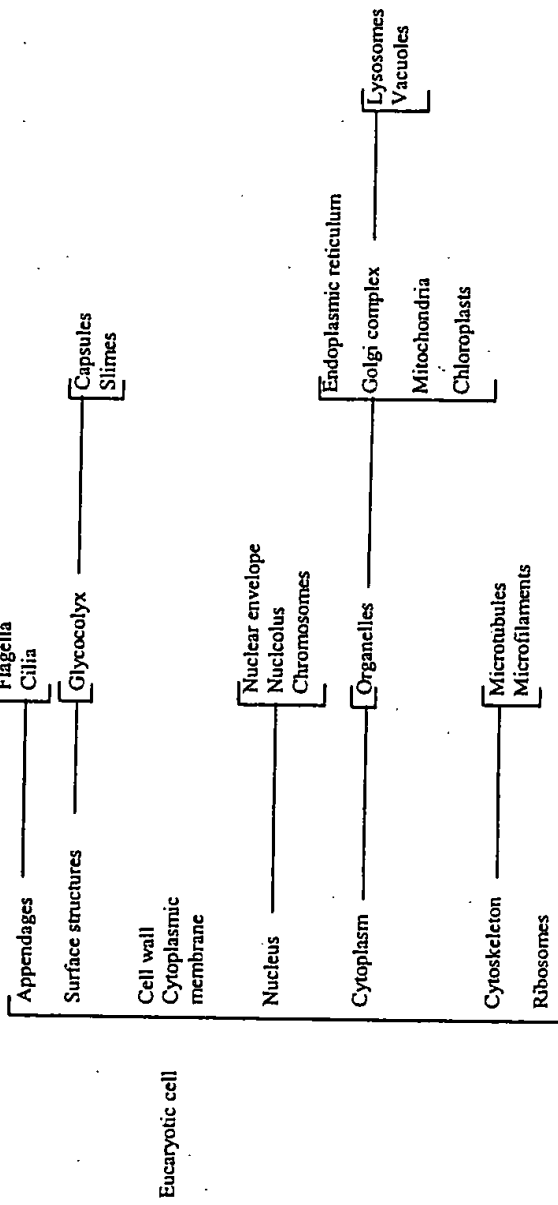 Eucaryotic cell
Appendages
Flagella
Cilia
Surface structures
Glycocolyx
Capsules
Slimes
Cell wall
Cytoplasmic
membrane
Nucleus
Nuclear envelope
Nucleolus
Chromosomes
Cytoplasm
Organelles
Endoplasmic reticulum
Golgi complex
Lysosomes
Vacuoles
Mitochondria
Chloroplasts
Cytoskeleton
Microtubules
Microfilaments
Ribosomes